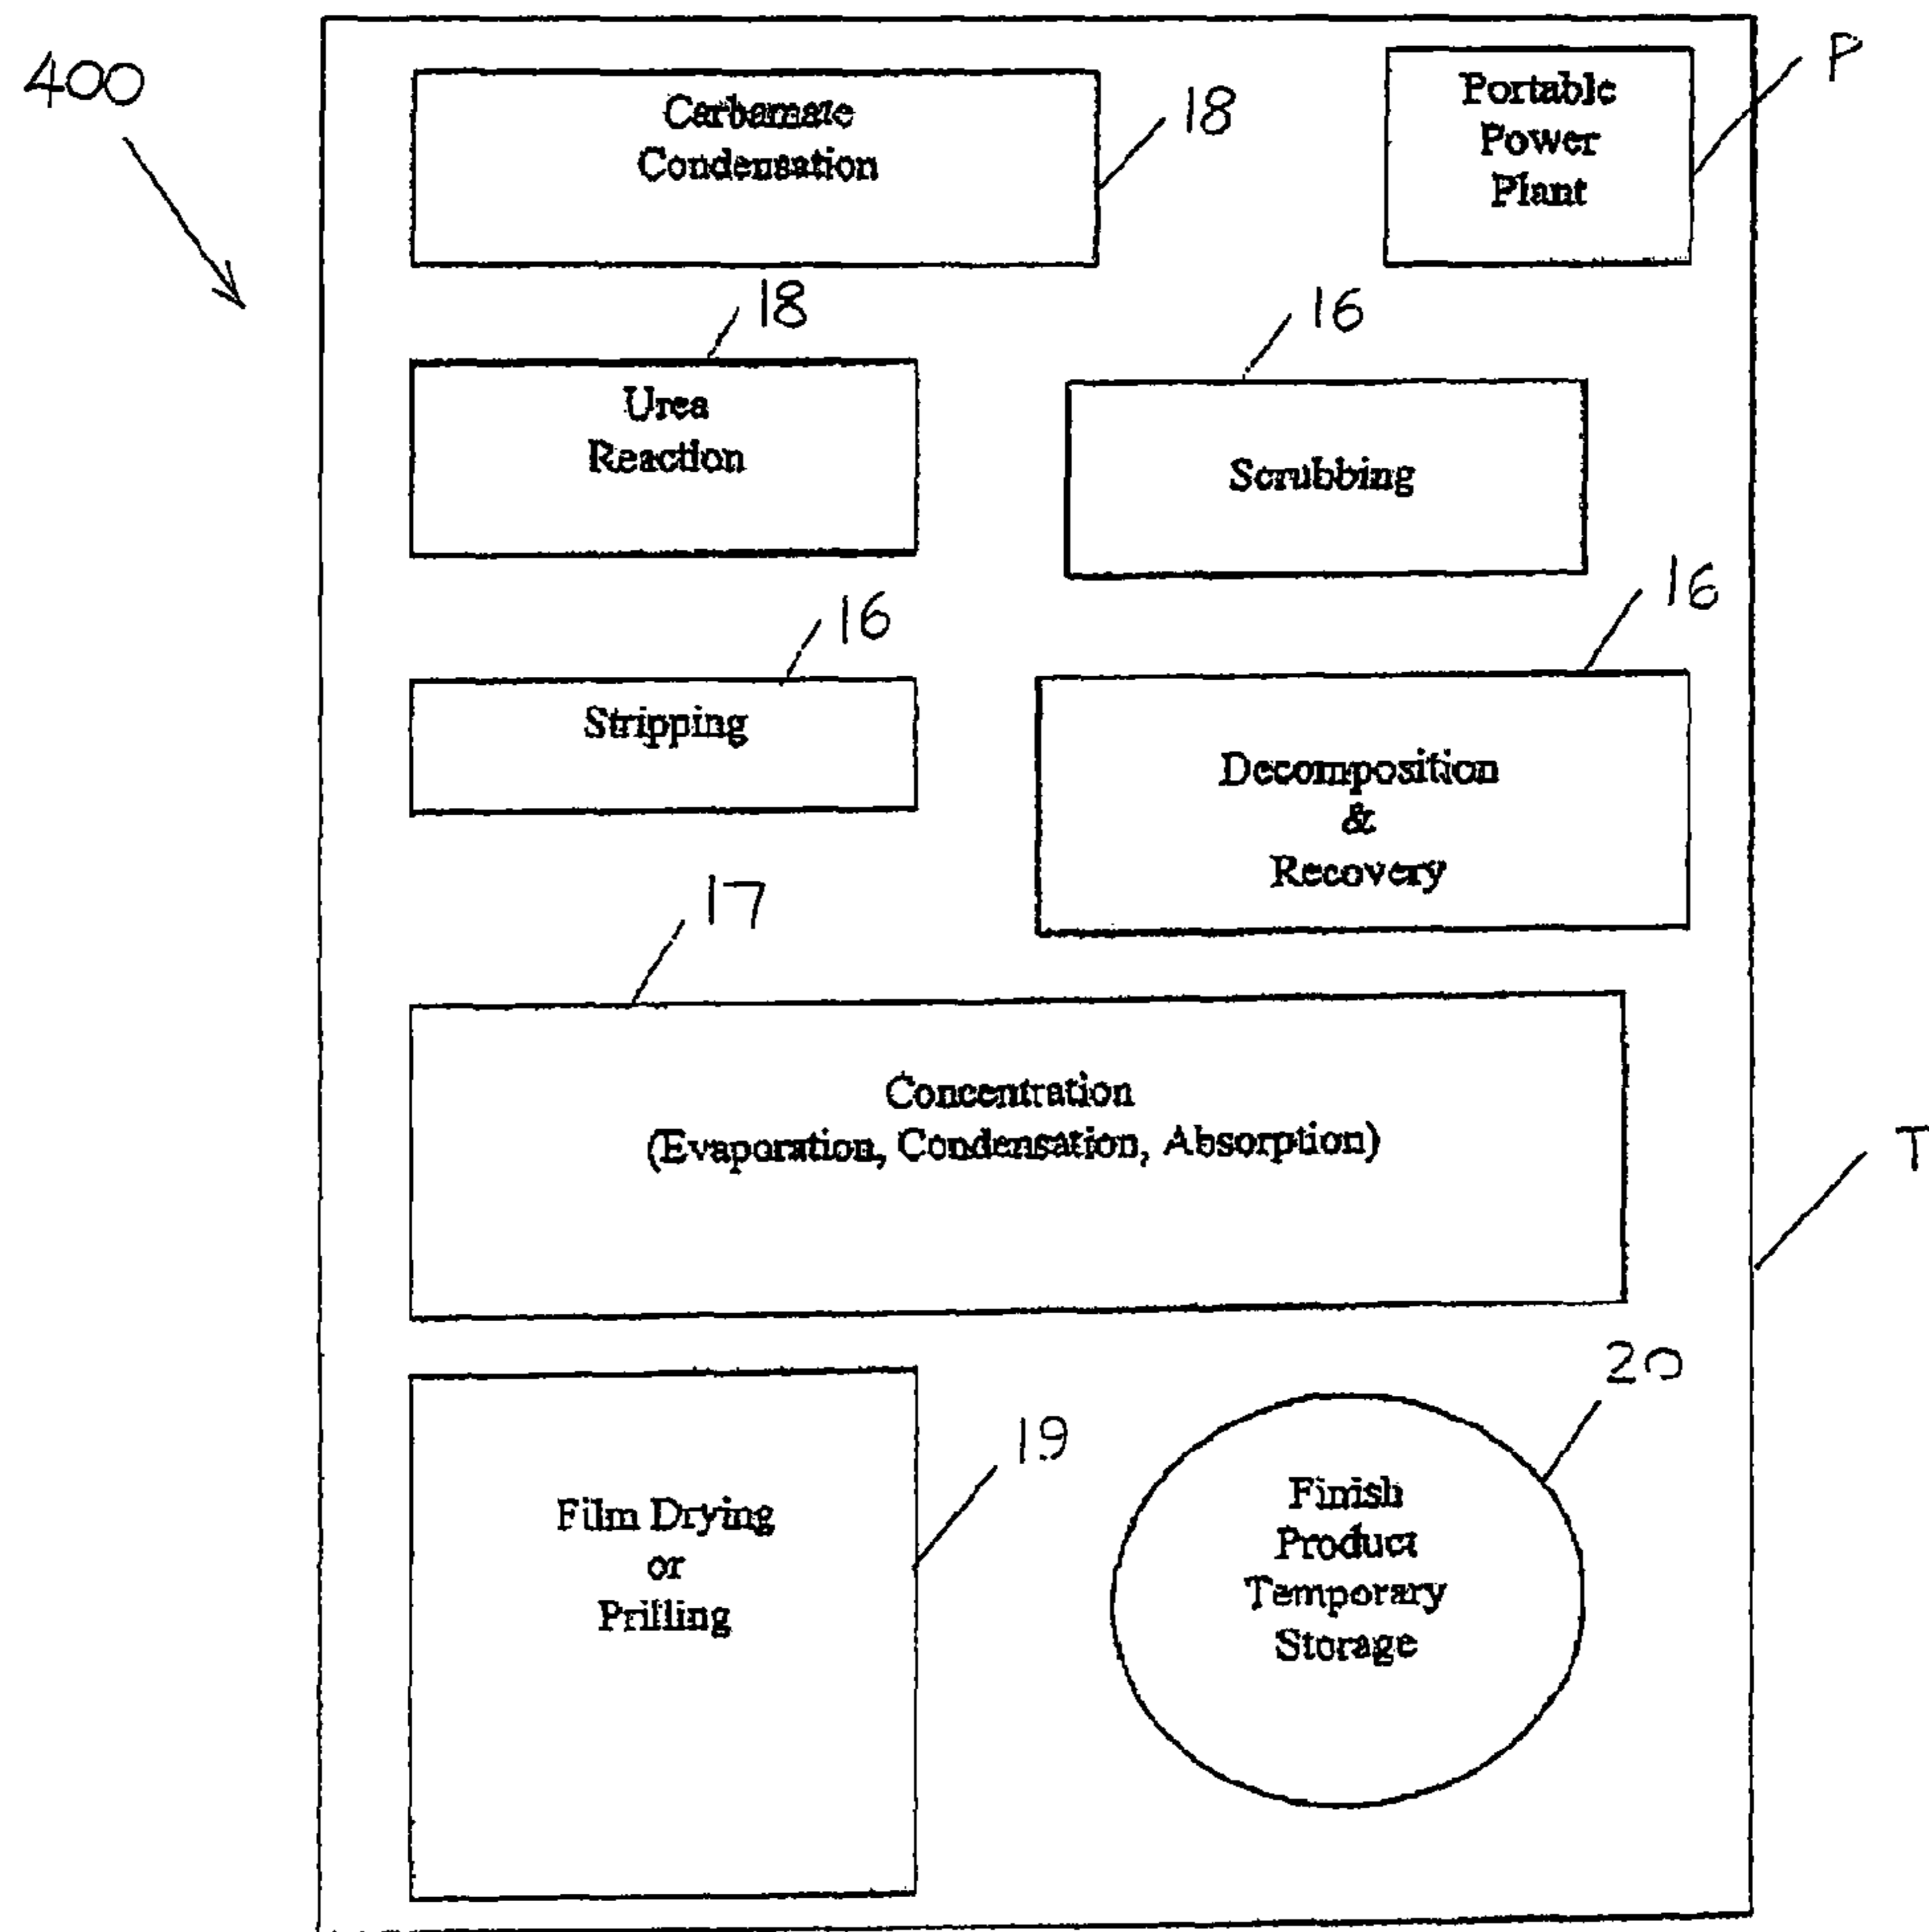 400
Carbamate
Condensation
18
Portable
Power
Plant
P
18
Urea
Reaction
16
Scrubbing
16
Stripping
16
Decomposition
&
Recovery
17
Concentration
(Evaporation, Condensation, Absorption)
T
19
Film Drying
or
Prilling
20
Finish
Product
Temporary
Storage